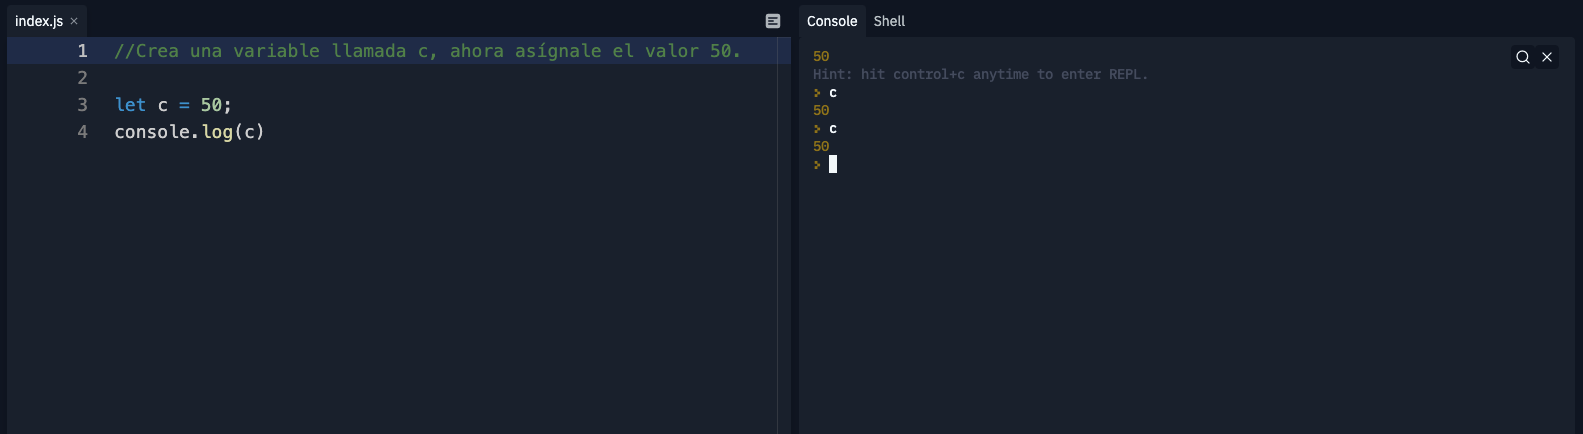 index.js ×
1 //Crea una variable llamada c, ahora asígnale el valor 50.
2
3 let c = 50;
4 console.log(c)
Console Shell
50
Hint: hit control+c anytime to enter REPL.
> c
50
> c
50
>